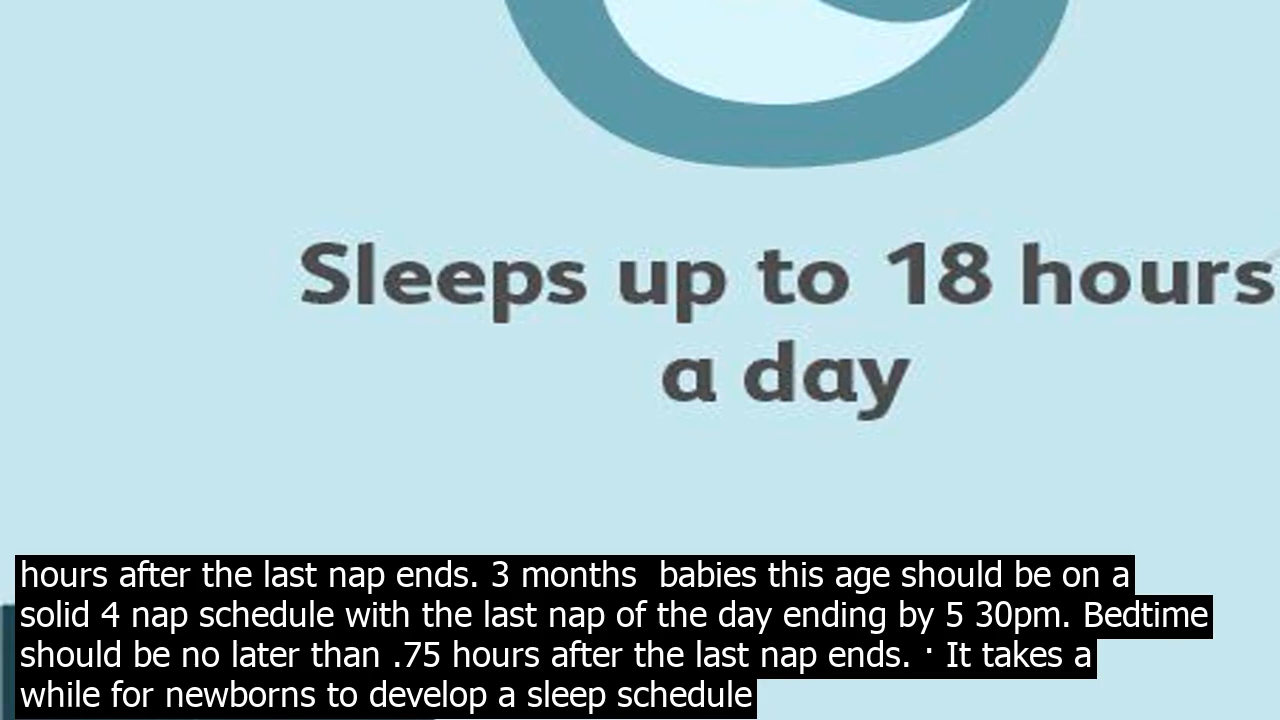 Sleeps up to 18 hours
a day
hours after the last nap ends. 3 months  babies this age should be on a
solid 4 nap schedule with the last nap of the day ending by 5 30pm. Bedtime
should be no later than .75 hours after the last nap ends. · It takes a
while for newborns to develop a sleep schedule